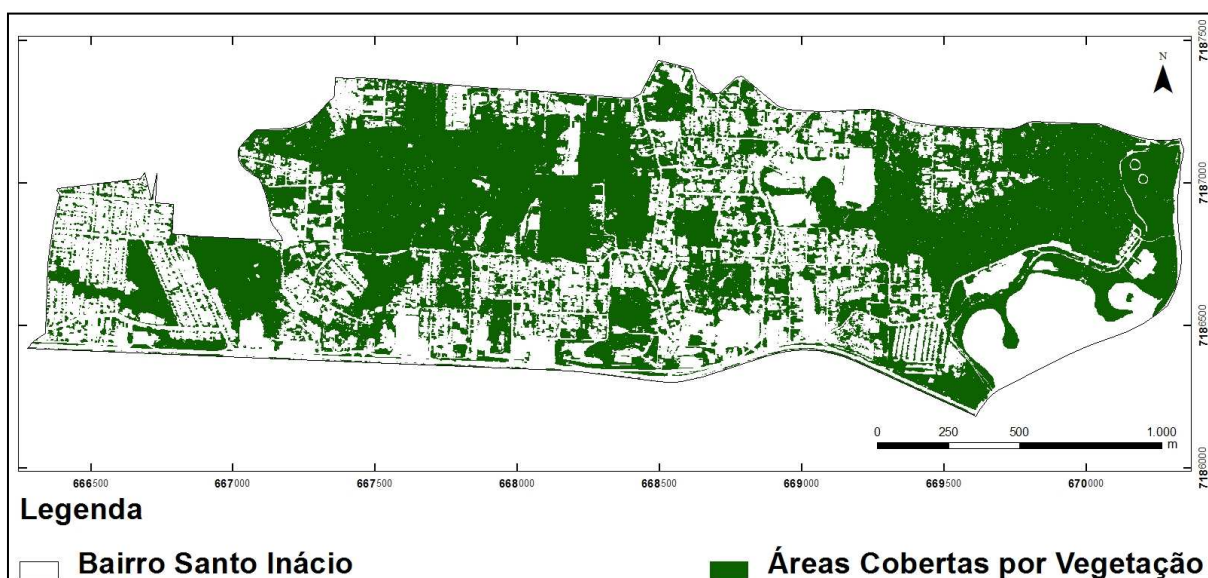 7187500
N
7187000
7186500
0 250 500 1.000
m
7186000
666500 667000 667500 668000 668500 669000 669500 670000
Legenda
Bairro Santo Inácio Áreas Cobertas por Vegetação